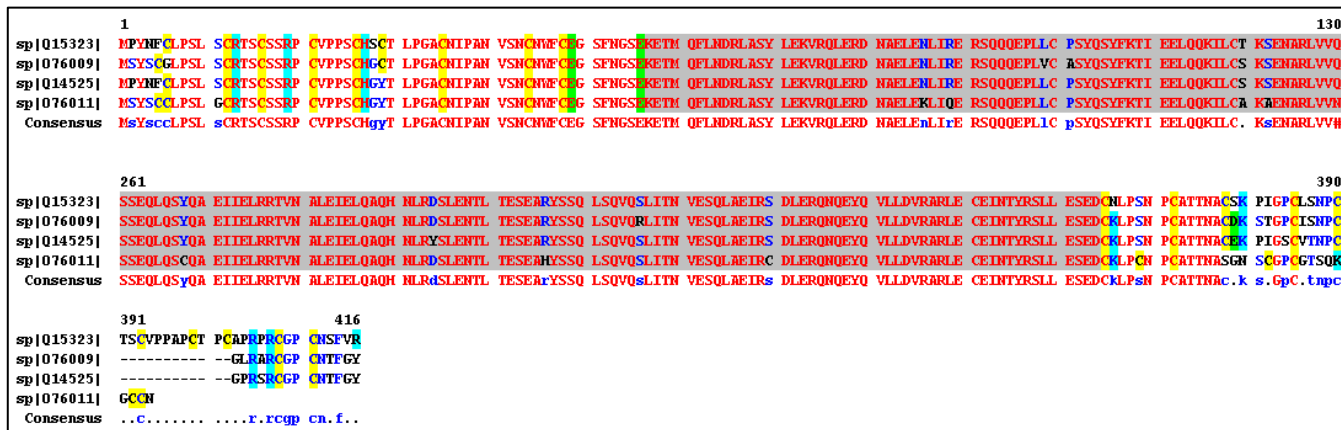 1 130
sp|Q15323| MPYNFCLPSL SCRTSCSSRP CVPPSCHSCT LPGACNIPAN VSNCNWFCEG SFNGSEKETM QFLNDRLASY LEKVRQLERD NAELENLIRE RSQQQEPLLC PSYQSYFKTI EELQQKILCT KSENARLVVQ
sp|O76009| MSYSCGLPSL SCRTSCSSRP CVPPSCHGCT LPGACNIPAN VSNCNWFCEG SFNGSEKETM QFLNDRLASY LEKVRQLERD NAELENLIRE RSQQQEPLVC ASYQSYFKTI EELQQKILCS KSENARLVVQ
sp|Q14525| MPYNFCLPSL SCRTSCSSRP CVPPSCHGYT LPGACNIPAN VSNCNWFCEG SFNGSEKETM QFLNDRLASY LEKVRQLERD NAELENLIRE RSQQQEPLLC PSYQSYFKTI EELQQKILCS KSENARLVVQ
sp|O76011| MSYSCCLPSL GCRTSCSSRP CVPPSCHGYT LPGACNIPAN VSNCNWFCEG SFNGSEKETM QFLNDRLASY LEKVRQLERD NAELEKLIQE RSQQQEPLLC PSYQSYFKTI EELQQKILCA KAENARLVVN
Consensus MsYsccLPSL sCRTSCSSRP CVPPSCHgyT LPGACNIPAN VSNCNWFCEG SFNGSEKETM QFLNDRLASY LEKVRQLERD NAELEnLIrE RSQQQEPLlC pSYQSYFKTI EELQQKILC. KsENARLVV#
261 390
sp|Q15323| SSEQLQSYQA EIIELRRTVN ALEIELQAQH NLRDSLENTL TESEARYSSQ LSQVQSLITN VESQLAEIRS DLERQNQEYQ VLLDVRARLE CEINTYRSLL ESEDCNLPSN PCATTNACSK PIGPCLSNPC
sp|O76009| SSEQLQSYQA EIIELRRTVN ALEIELQAQH NLRDSLENTL TESEARYSSQ LSQVQRLITN VESQLAEIRS DLERQNQEYQ VLLDVRARLE CEINTYRSLL ESEDCKLPSN PCATTNACDK STGPCISNPC
sp|Q14525| SSEQLQSYQA EIIELRRTVN ALEIELQAQH NLRYSLENTL TESEARYSSQ LSQVQSLITN VESQLAEIRS DLERQNQEYQ VLLDVRARLE CEINTYRSLL ESEDCKLPSN PCATTNACEK PIGSCVTNPC
sp|O76011| SSEQLQSCQA EIIELRRTVN ALEIELQAQH NLRDSLENTL TESEAHYSSQ LSQVQSLITN VESQLAEIRC DLERQNQEYQ VLLDVRARLE CEINTYRSLL ESEDCKLPCN PCATTNASGN SCGPCGTSQK
Consensus SSEQLQSyQA EIIELRRTVN ALEIELQAQH NLRdSLENTL TESEArYSSQ LSQVQsLITN VESQLAEIRs DLERQNQEYQ VLLDVRARLE CEINTYRSLL ESEDCkLPsN PCATTNAc.k s.GpC.tnpc
391 416
sp|Q15323| TSCVPPAPCT PCAPRPRCGP CNSFVR
sp|O76009| ---------- --GLRARCGP CNTFGY
sp|Q14525| ---------- --GPRSRCGP CNTFGY
sp|O76011| GCCN
Consensus ..c....... .....r.rcgp cn.f..